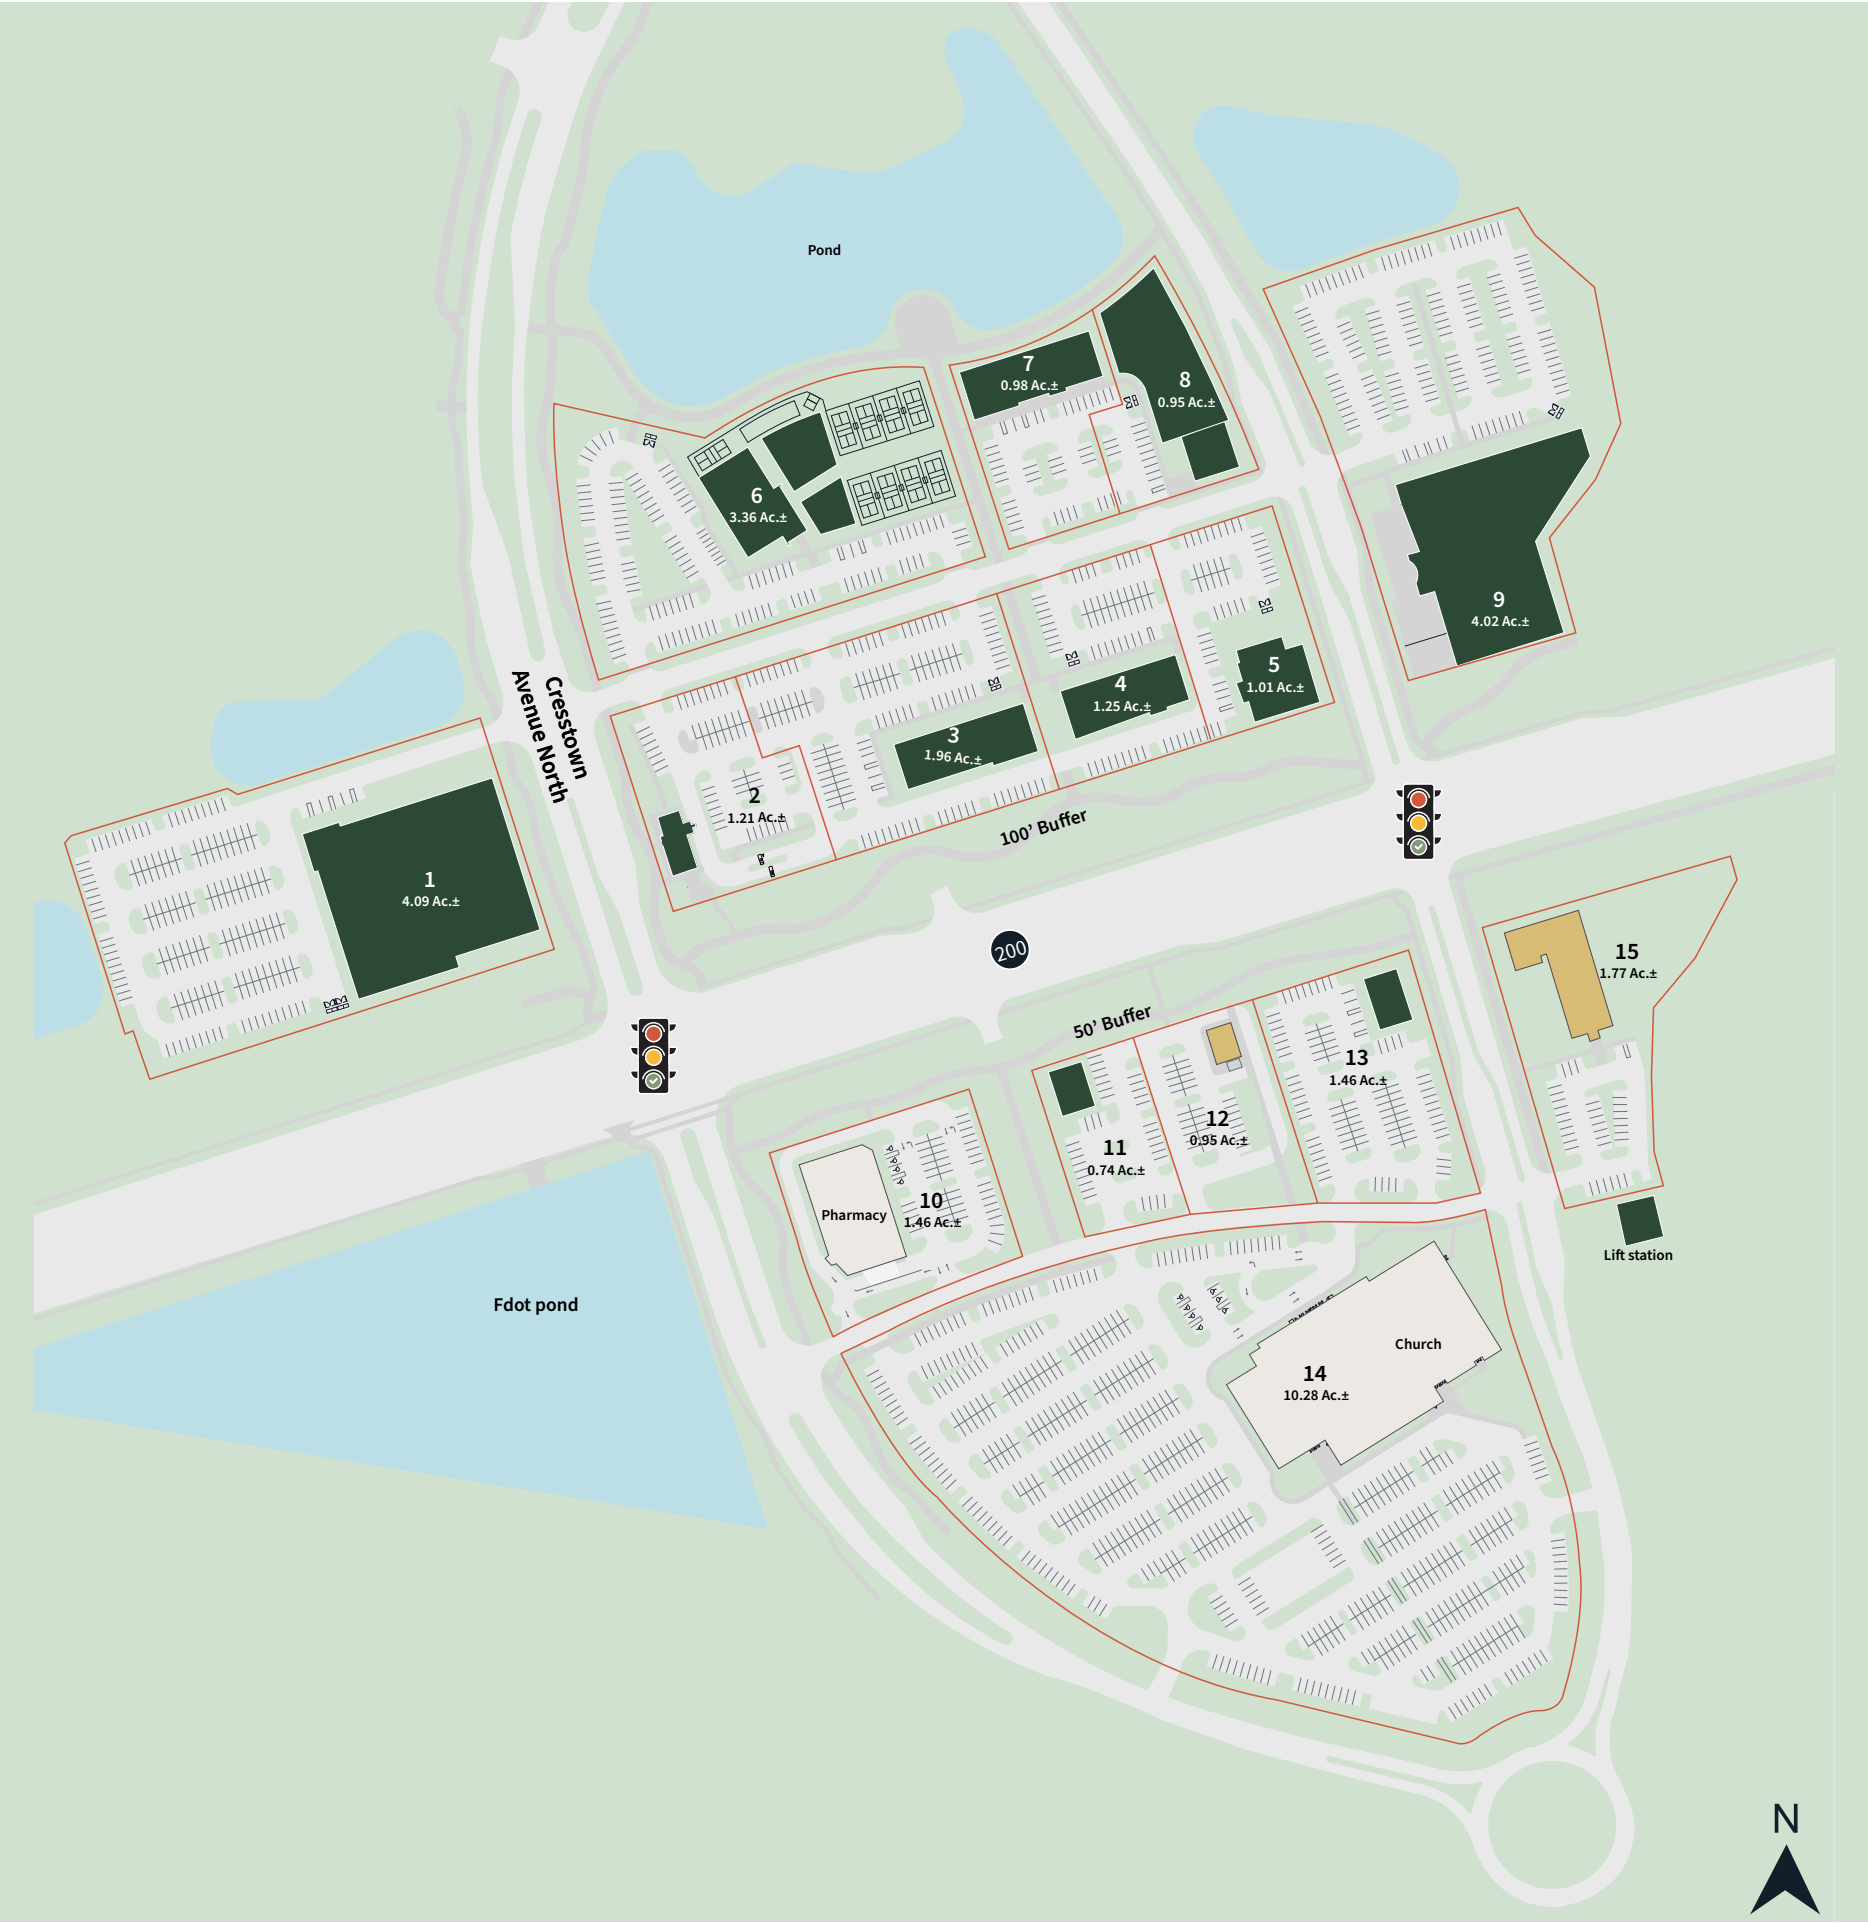 Pond
7
0.98 Ac.±
8
0.95 Ac.±
6
3.36 Ac.±
9
4.02 Ac.±
Cresstown
Avenue North
5
1.01 Ac.±
4
1.25 Ac.±
3
1.96 Ac.±
2
1.21 Ac.±
100’ Buffer
1
4.09 Ac.±
200
15
1.77 Ac.±
50’ Buffer
13
1.46 Ac.±
12
0.95 Ac.±
11
0.74 Ac.±
10
1.46 Ac.±
Pharmacy
Lift station
Fdot pond
Church
14
10.28 Ac.±
N